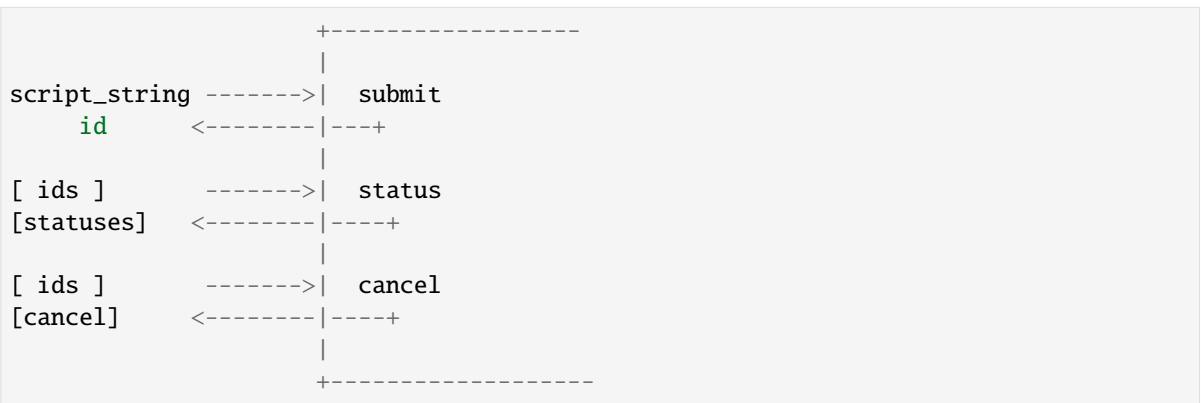 +------------------
                      |
script_string ------->|  submit
     id      <--------|---+
                      |
[ ids ]       ------->|  status
[statuses]   <--------|----+
                      |
[ ids ]       ------->|  cancel
[cancel]     <--------|----+
                      |
                      +-------------------